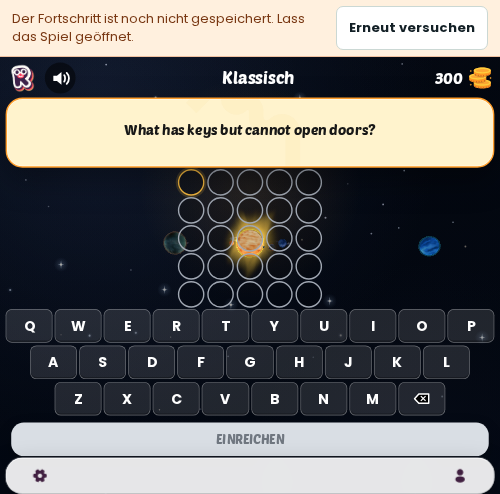 Der Fortschritt ist noch nicht gespeichert. Lass
das Spiel geöffnet.
Erneut versuchen
Klassisch
300
What has keys but cannot open doors?
Q W E R T Y U I O P
A S D F G H J K L
Z X C V B N M
EINREICHEN